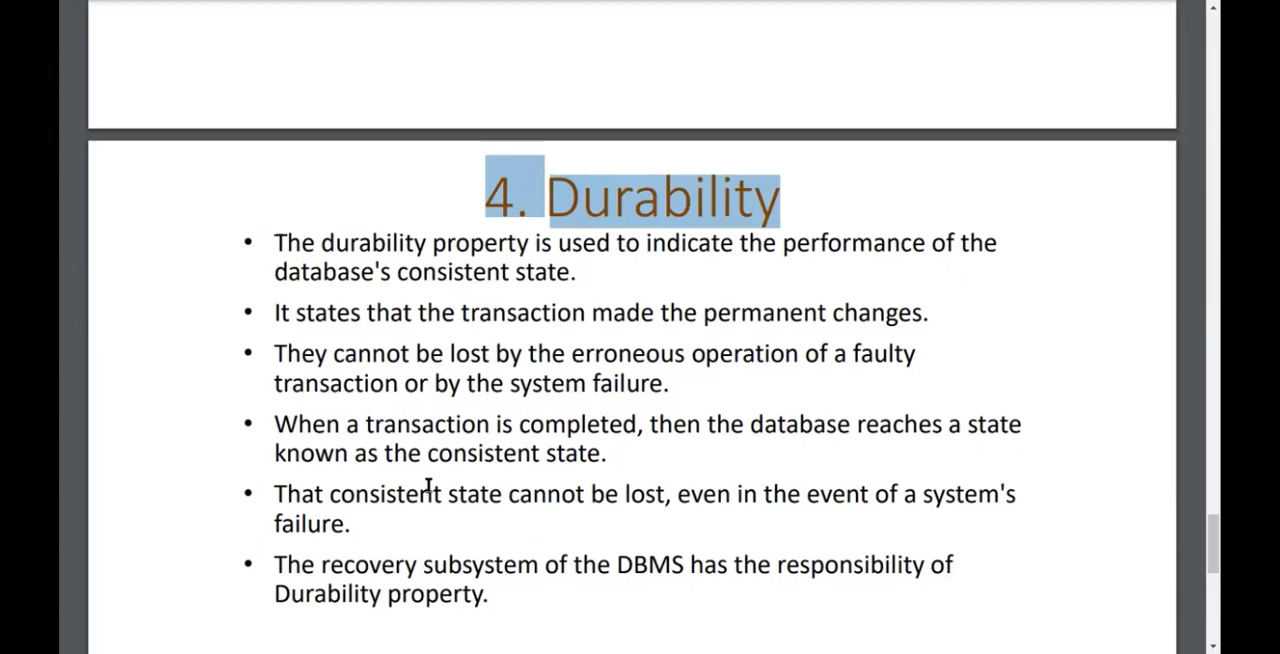 4. Durability
• The durability property is used to indicate the performance of the
database's consistent state.
• It states that the transaction made the permanent changes.
• They cannot be lost by the erroneous operation of a faulty
transaction or by the system failure.
• When a transaction is completed, then the database reaches a state
known as the consistent state.
• That consistent state cannot be lost, even in the event of a system's
failure.
• The recovery subsystem of the DBMS has the responsibility of
Durability property.